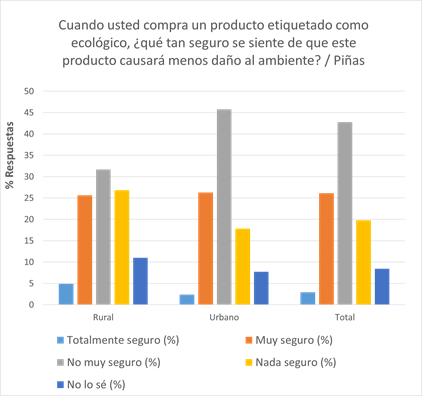 Cuando usted compra un producto etiquetado como
ecológico, ¿qué tan seguro se siente de que este
producto causará menos daño al ambiente? / Piñas
% Respuestas
50
45
40
35
30
25
20
15
10
5
0
Rural
Urbano
Total
Totalmente seguro (%)
Muy seguro (%)
No muy seguro (%)
Nada seguro (%)
No lo sé (%)